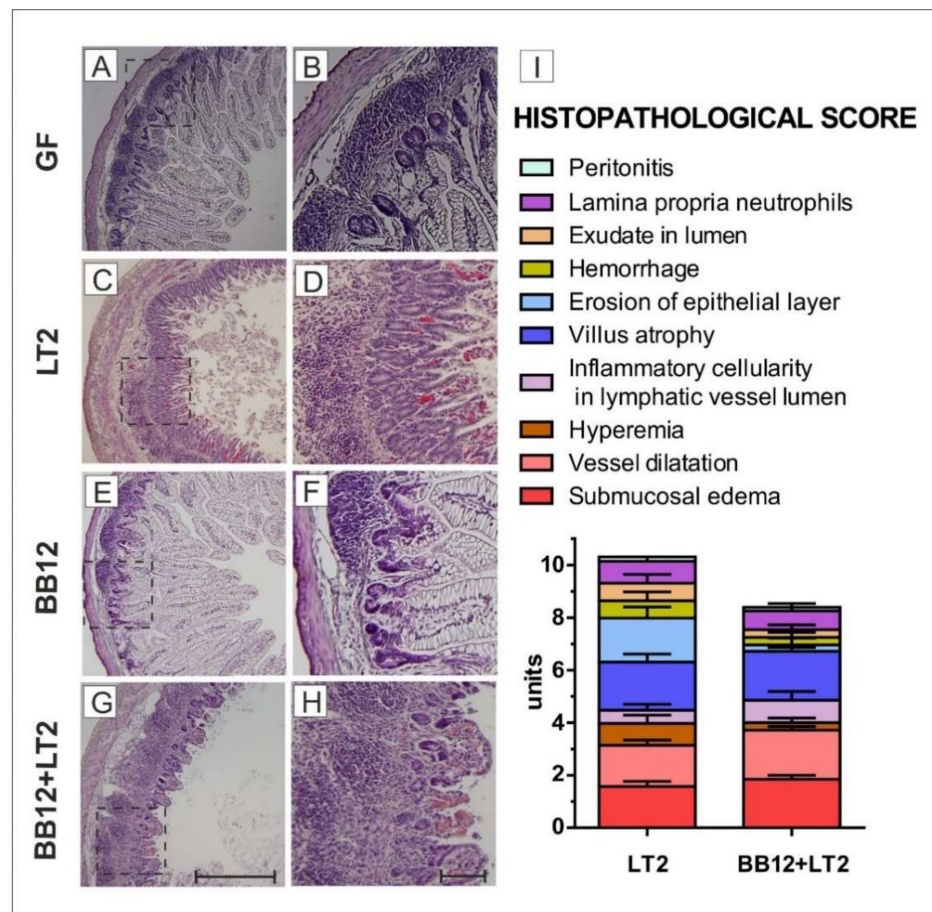 GF
A
B
LT2
C
D
BB12
E
F
BB12+LT2
G
H
I
HISTOPATHOLOGICAL SCORE
Peritonitis
Lamina propria neutrophils
Exudate in lumen
Hemorrhage
Erosion of epithelial layer
Villus atrophy
Inflammatory cellularity
in lymphatic vessel lumen
Hyperemia
Vessel dilatation
Submucosal edema
units
10
8
6
4
2
0
LT2
BB12+LT2